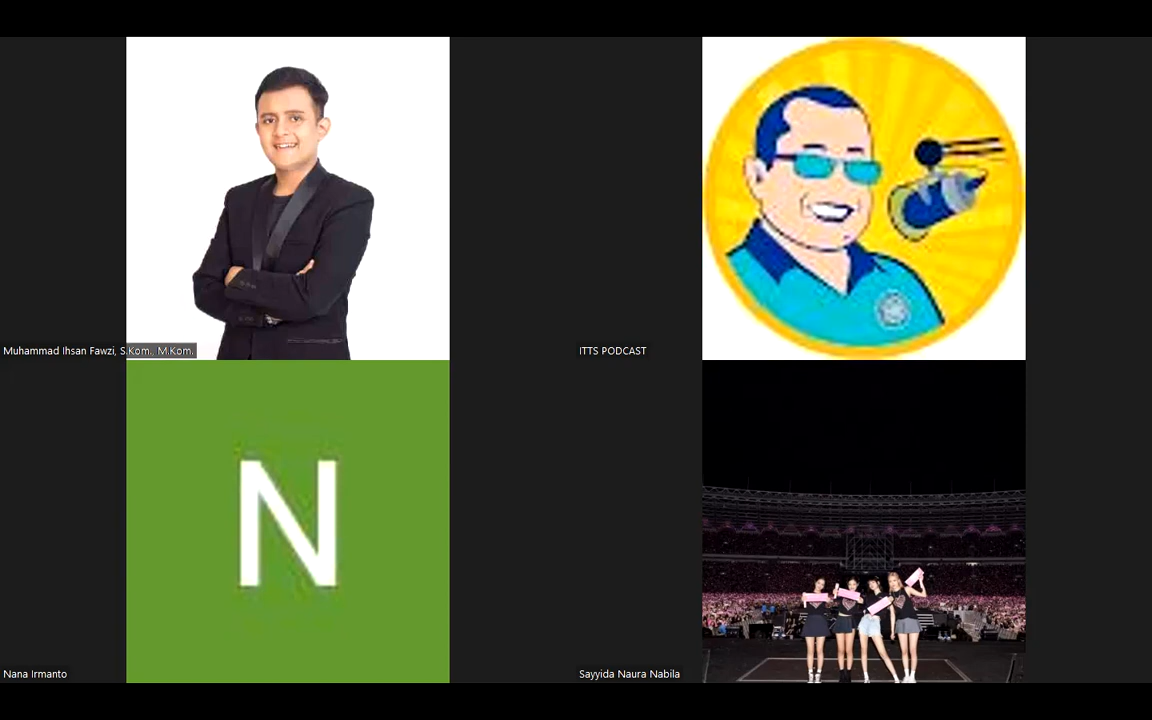 Muhammad Ihsan Fawzi, S.Kom., M.Kom.
ITTS PODCAST
N
Nana Irmanto
Sayyida Naura Nabila